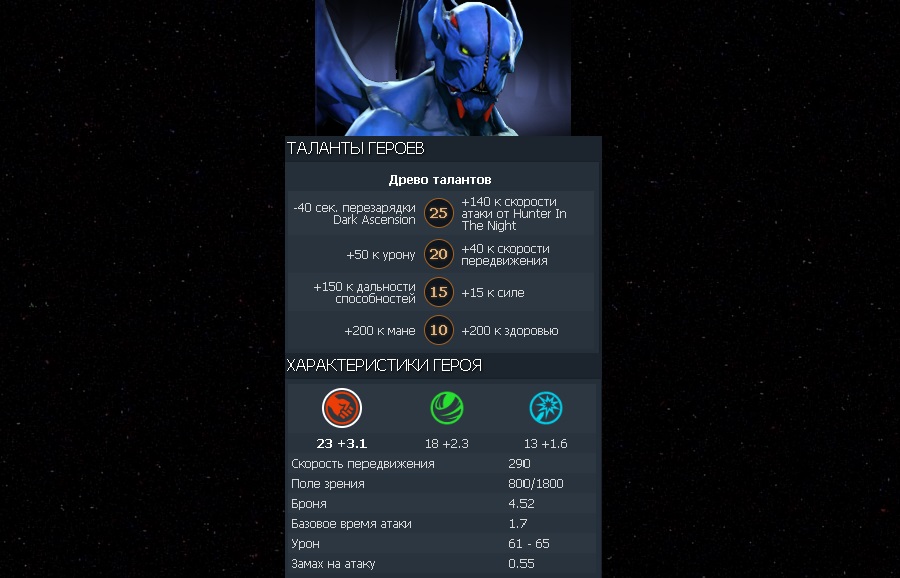 ТАЛАНТЫ ГЕРОЕВ
Древо талантов
-40 сек. перезарядки
Dark Ascension
25
+140 к скорости
атаки от Hunter In
The Night
+50 к урону
20
+40 к скорости
передвижения
+150 к дальности
способностей
15
+15 к силе
+200 к мане
10
+200 к здоровью
ХАРАКТЕРИСТИКИ ГЕРОЯ
23 +3.1 18 +2.3 13 +1.6
Скорость передвижения 290
Поле зрения 800/1800
Броня 4.52
Базовое время атаки 1.7
Урон 61 - 65
Замах на атаку 0.55